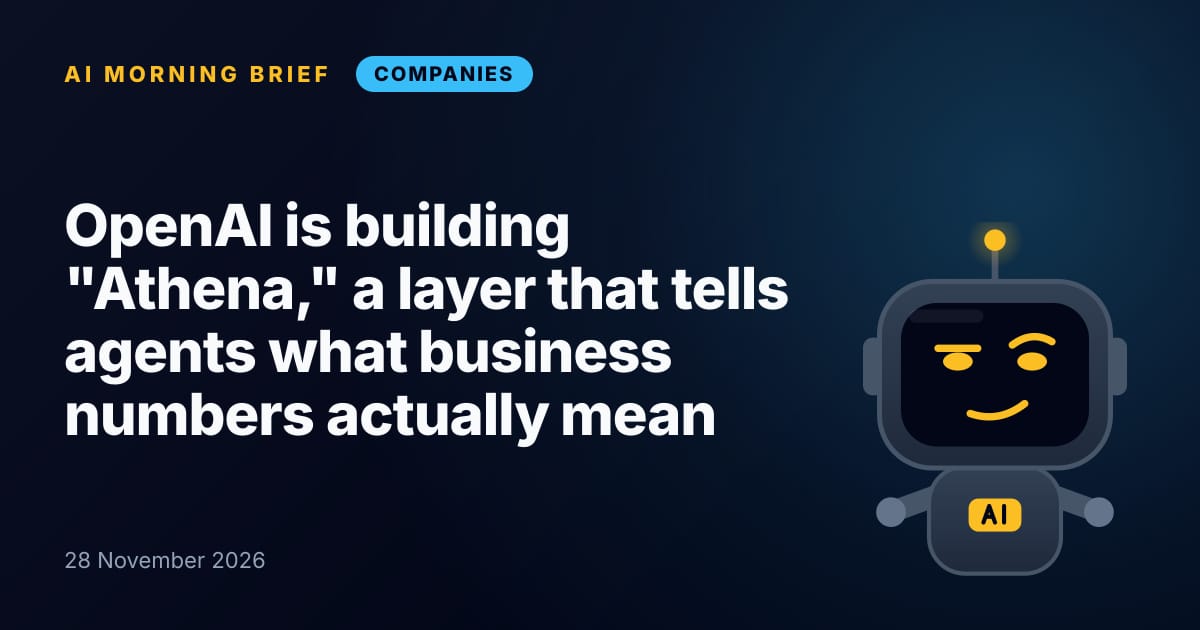 AI MORNING BRIEF
COMPANIES
OpenAI is building
"Athena," a layer that tells
agents what business
numbers actually mean
AI
28 November 2026